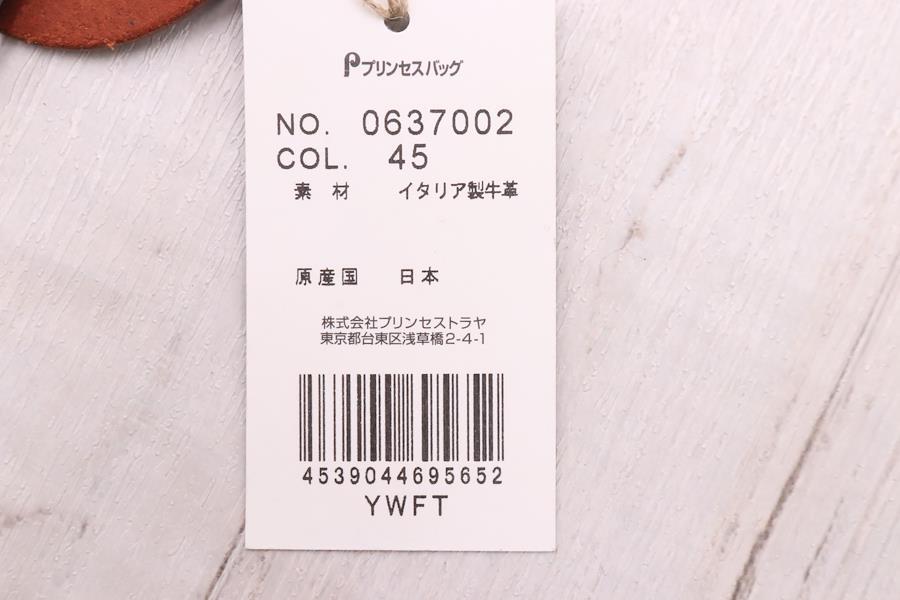 Pプリンセスバッグ
NO. 0637002
COL. 45
素 材 イタリア製牛革
原産国 日本
株式会社プリンセストラヤ
東京都台東区浅草橋2-4-1
4539044695652
YWFT